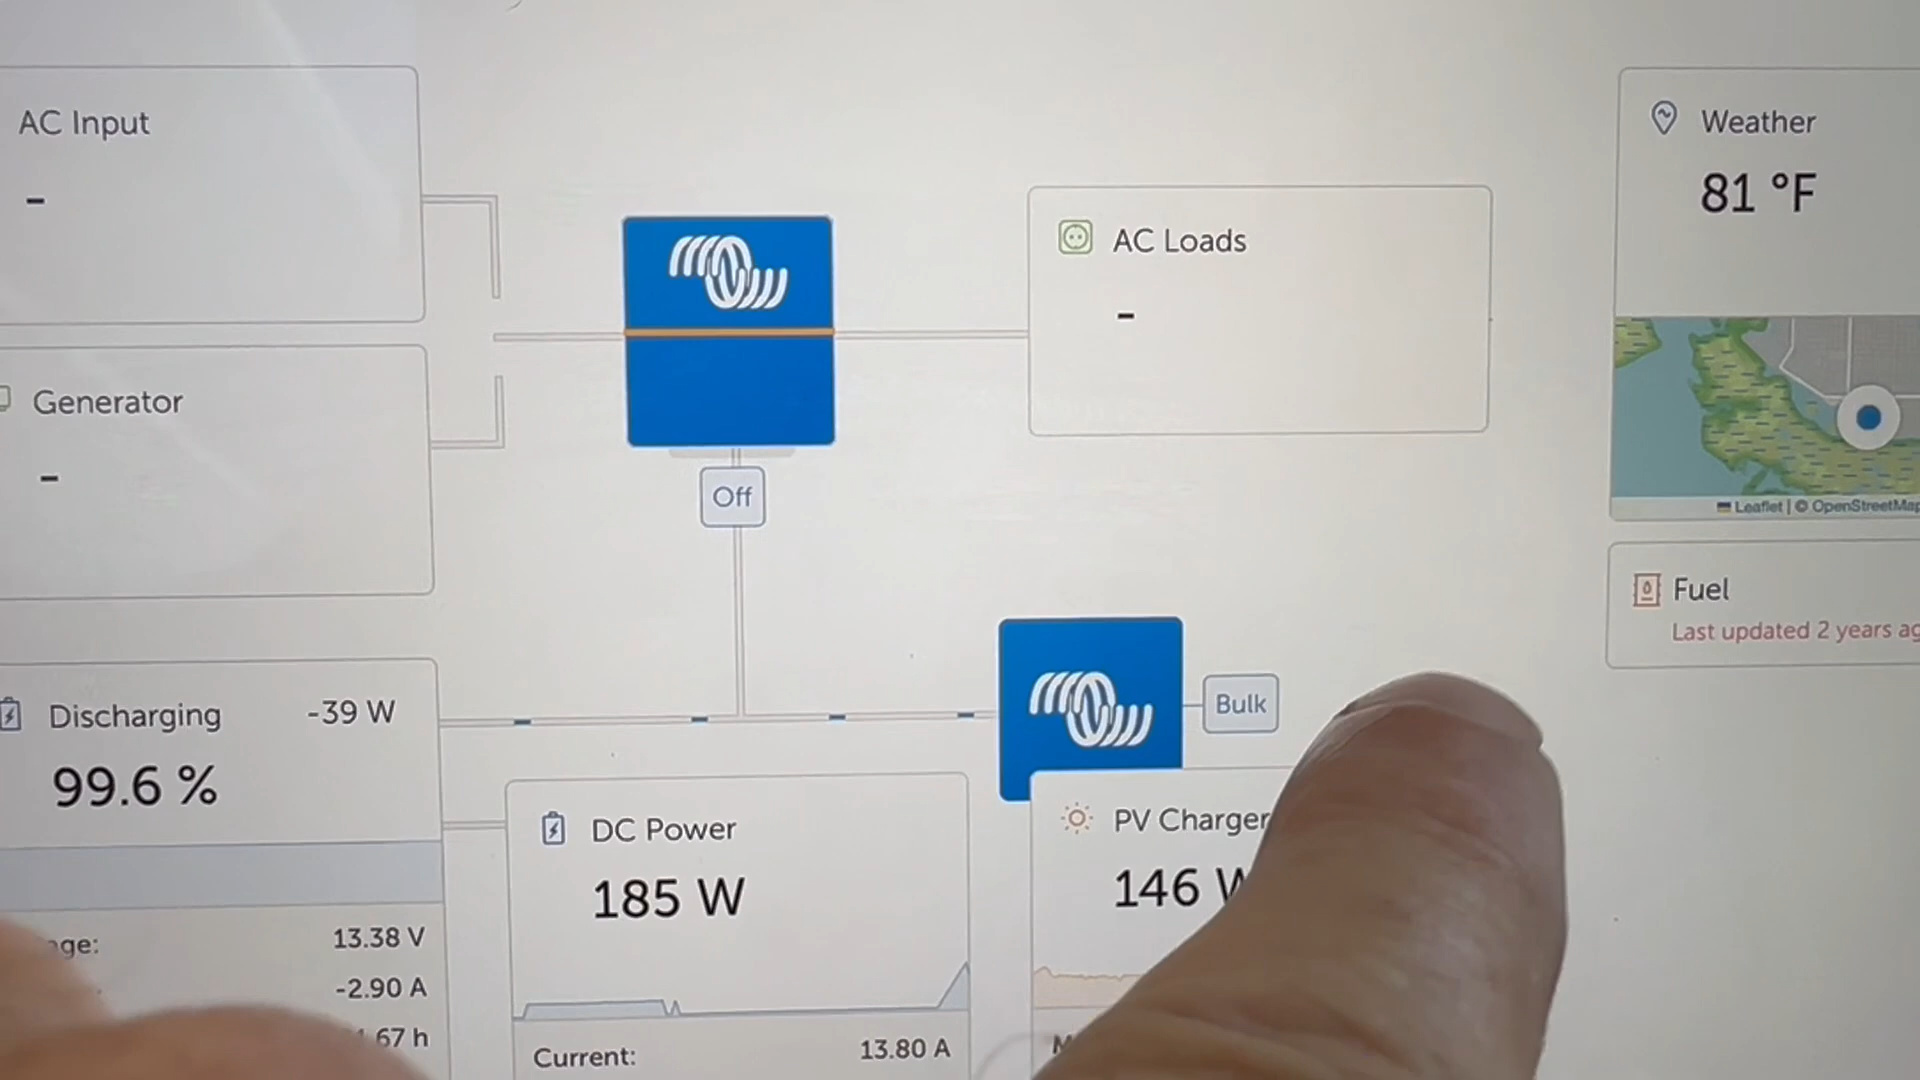 AC Input
-
Generator
-
Off
AC Loads
-
Weather
81 °F
Leaflet | © OpenStreetMap
Fuel
Last updated 2 years
Discharging -39 W
99.6 %
13.38 V
-2.90 A
67 h
DC Power
185 W
Current: 13.80 A
Bulk
PV Charger
146 W